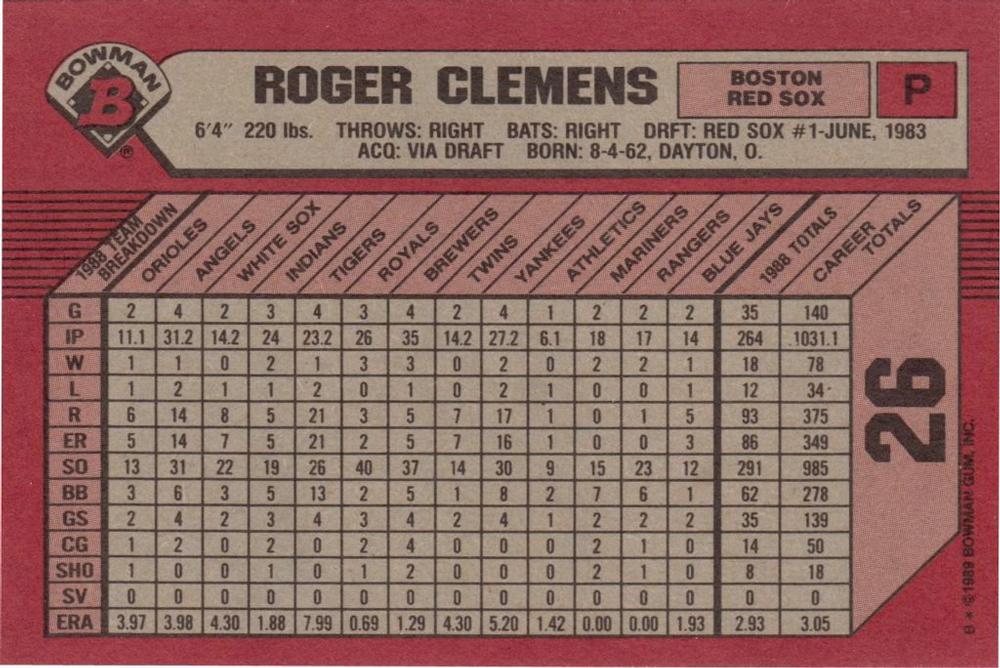 BOWMAN
B
®
ROGER CLEMENS
BOSTON
RED SOX
P
6'4" 220 lbs. THROWS: RIGHT BATS: RIGHT DRFT: RED SOX #1-JUNE, 1983
ACQ: VIA DRAFT BORN: 8-4-62, DAYTON, O.
1988 TEAM BREAKDOWN ORIOLES ANGELS WHITE SOX INDIANS TIGERS ROYALS BREWERS TWINS YANKEES ATHLETICS MARINERS RANGERS BLUE JAYS 1988 TOTALS CAREER TOTALS
G 2 4 2 3 4 3 4 2 4 1 2 2 2 35 140
IP 11.1 31.2 14.2 24 23.2 26 35 14.2 27.2 6.1 18 17 14 264 1031.1
W 1 1 0 2 1 3 3 0 2 0 2 2 1 18 78
L 1 2 1 1 2 0 1 0 2 1 0 0 1 12 34
R 6 14 8 5 21 3 5 7 17 1 0 1 5 93 375
ER 5 14 7 5 21 2 5 7 16 1 0 0 3 86 349
SO 13 31 22 19 26 40 37 14 30 9 15 23 12 291 985
BB 3 6 3 5 13 2 5 1 8 2 7 6 1 62 278
GS 2 4 2 3 4 3 4 2 4 1 2 2 2 35 139
CG 1 2 0 2 0 2 4 0 0 0 2 1 0 14 50
SHO 1 0 0 1 0 1 2 0 0 0 2 1 0 8 18
SV 0 0 0 0 0 0 0 0 0 0 0 0 0 0 0
ERA 3.97 3.98 4.30 1.88 7.99 0.69 1.29 4.30 5.20 1.42 0.00 0.00 1.93 2.93 3.05
26
B * © 1989 BOWMAN GUM, INC.